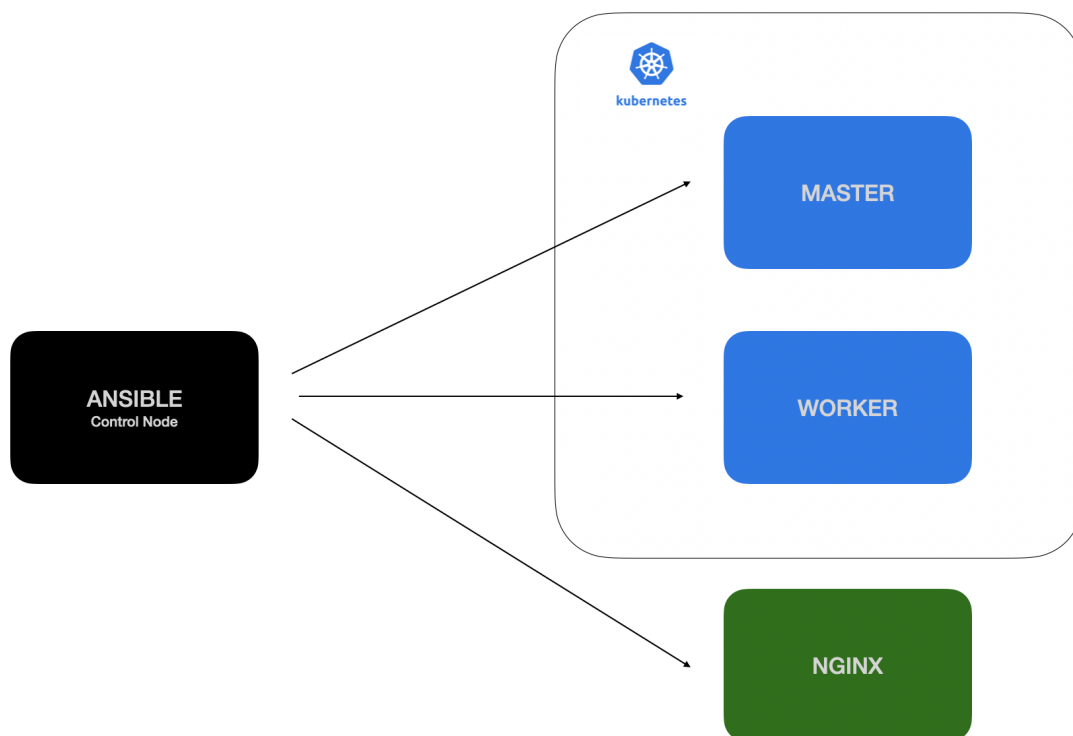 kubernetes
MASTER
ANSIBLE
Control Node
WORKER
NGINX